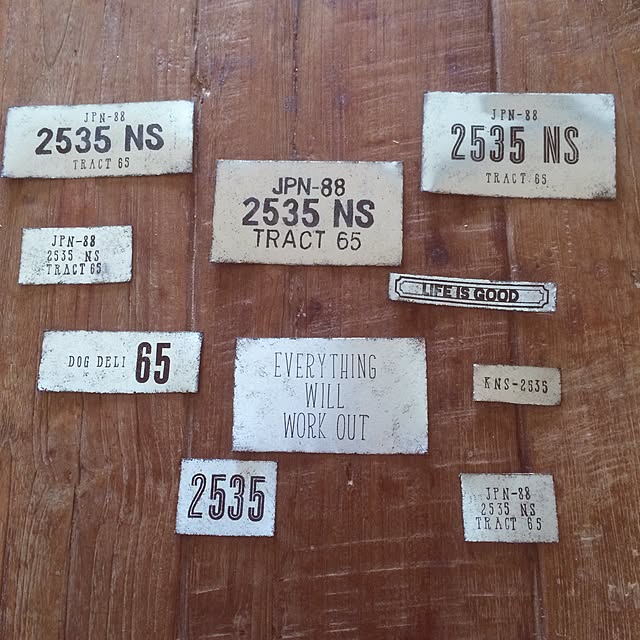 JPN-88
2535 NS
TRACT 65
JPN-88
2535 NS
TRACT 65
JPN-88
2535 NS
TRACT 65
JPN-88
2535 NS
TRACT 65
LIFE IS GOOD
DOG DELI 65
EVERYTHING
WILL
WORK OUT
KNS-2535
2535
JPN-88
2535 NS
TRACT 65